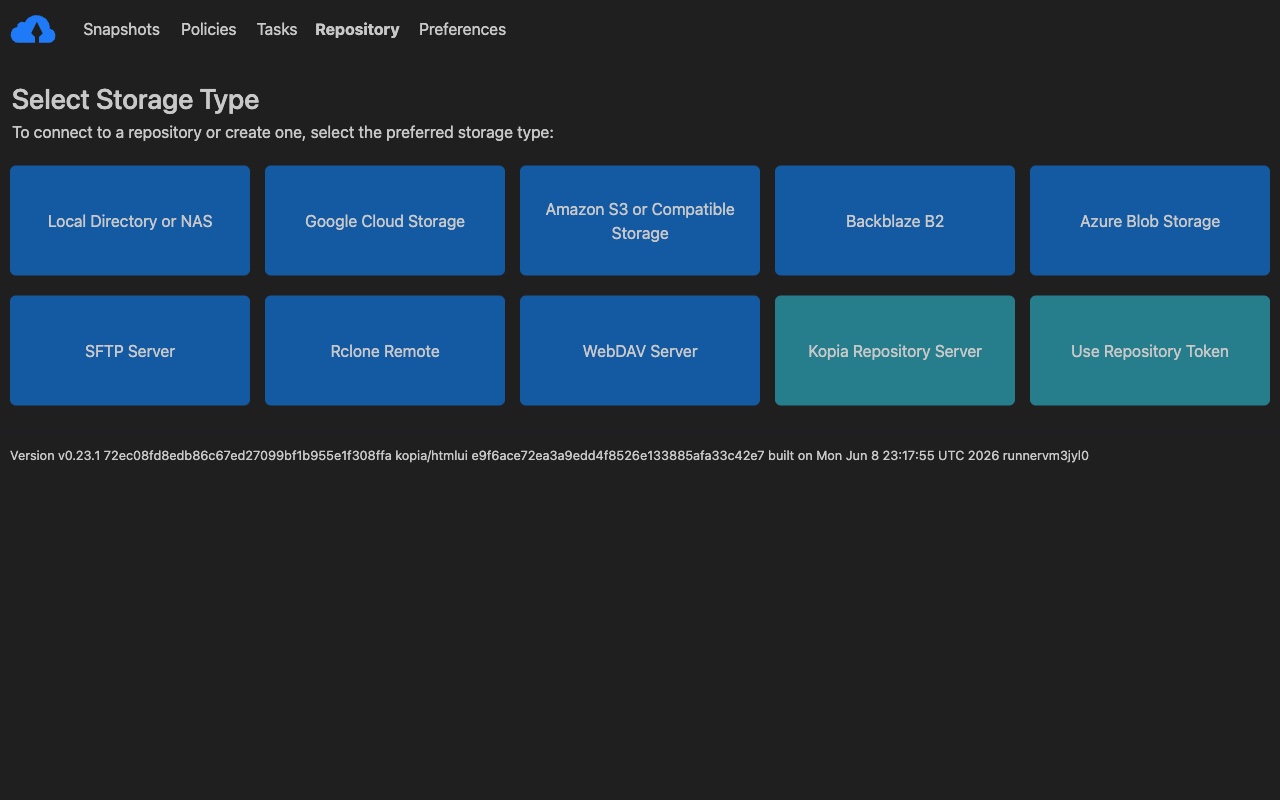 Snapshots Policies Tasks Repository Preferences
Select Storage Type
To connect to a repository or create one, select the preferred storage type:
Local Directory or NAS
Google Cloud Storage
Amazon S3 or Compatible
Storage
Backblaze B2
Azure Blob Storage
SFTP Server
Rclone Remote
WebDAV Server
Kopia Repository Server
Use Repository Token
Version v0.23.1 72ec08fd8edb86c67ed27099bf1b955e1f308ffa kopia/htmlui e9f6ace72ea3a9edd4f8526e133885afa33c42e7 built on Mon Jun 8 23:17:55 UTC 2026 runnervm3jyl0